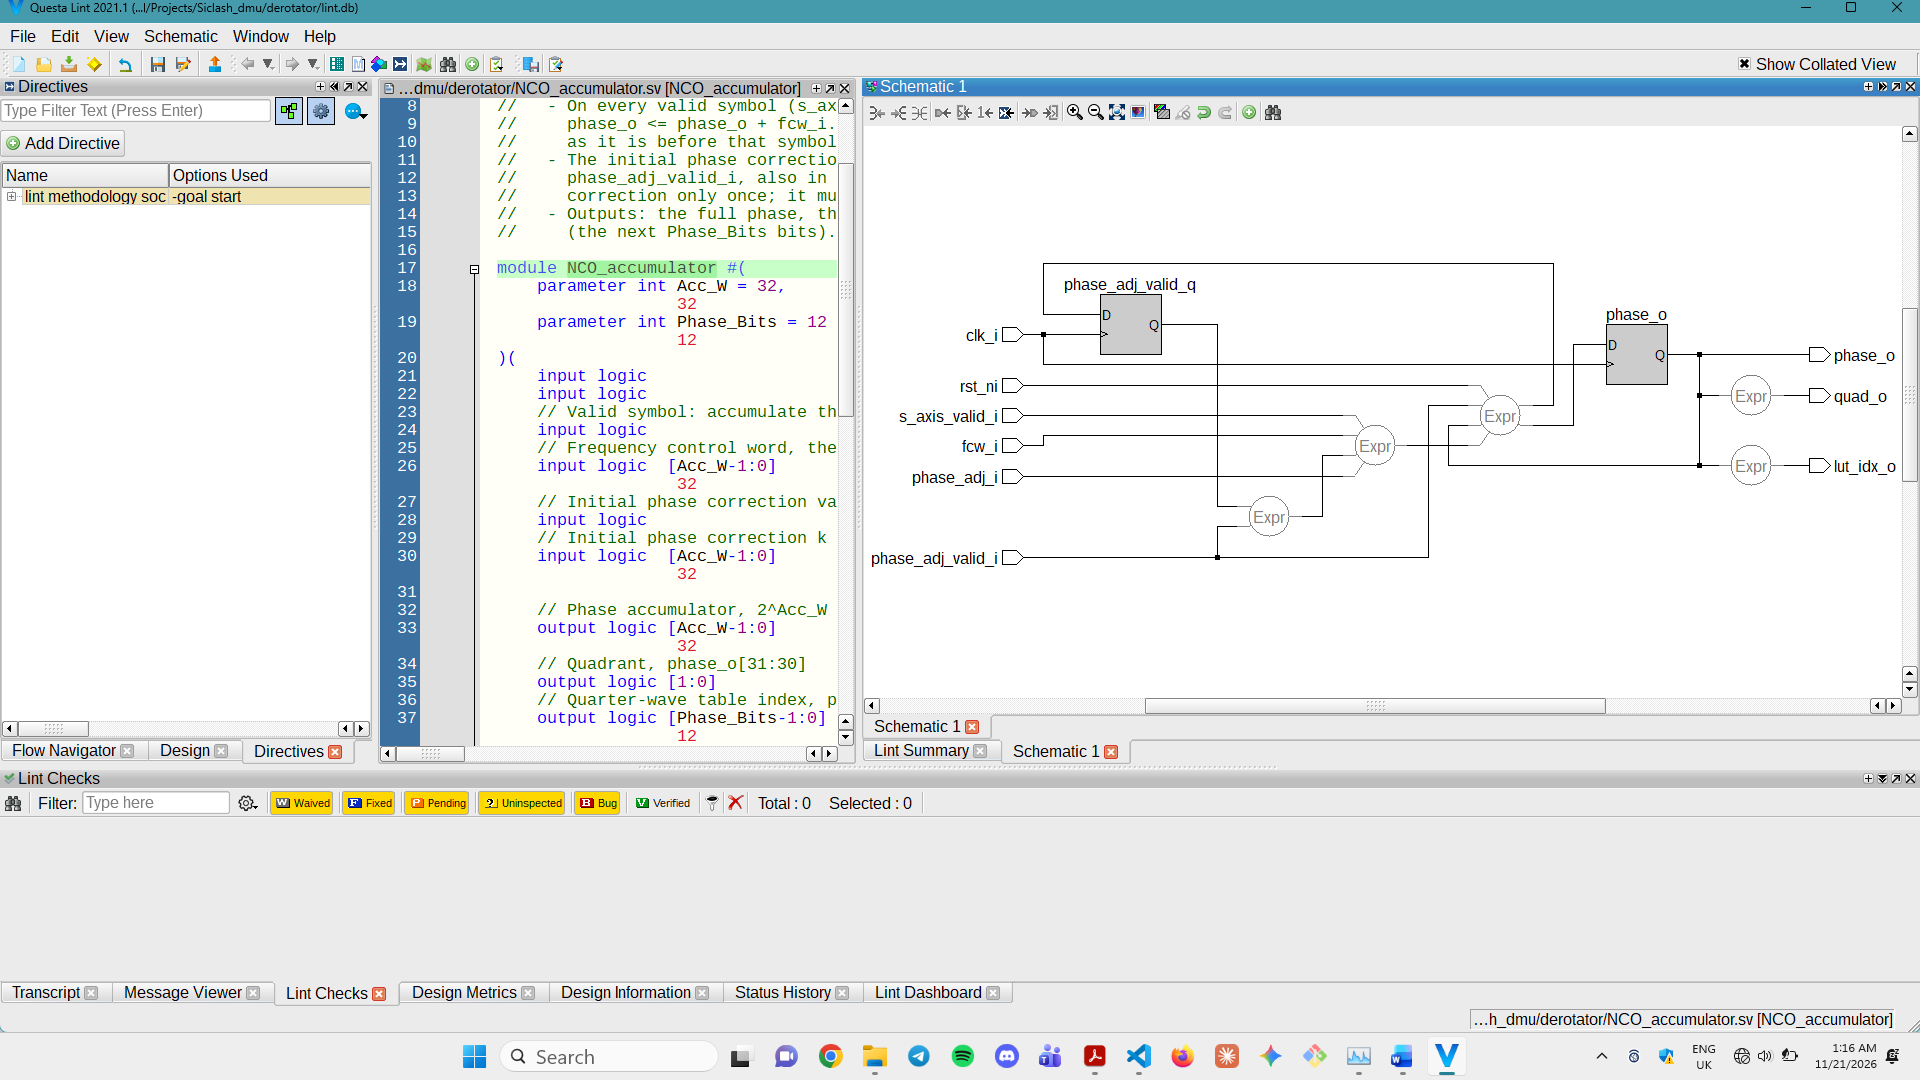 Questa Lint 2021.1 (...l/Projects/Siclash_dmu/derotator/lint.db)
File Edit View Schematic Window Help
Show Collated View
Directives
Type Filter Text (Press Enter)
Add Directive
Name Options Used
lint methodology soc -goal start
Flow Navigator Design Directives
...dmu/derotator/NCO_accumulator.sv [NCO_accumulator]
8 // - On every valid symbol (s_ax
9 // phase_o <= phase_o + fcw_i.
10 // as it is before that symbol
11 // - The initial phase correctio
12 // phase_adj_valid_i, also in
13 // correction only once; it mu
14 // - Outputs: the full phase, th
15 // (the next Phase_Bits bits).
16
17 module NCO_accumulator #(
18 parameter int Acc_W = 32,
32
19 parameter int Phase_Bits = 12
12
20 )(
21 input logic
22 input logic
23 // Valid symbol: accumulate th
24 input logic
25 // Frequency control word, the
26 input logic [Acc_W-1:0]
32
27 // Initial phase correction va
28 input logic
29 // Initial phase correction k
30 input logic [Acc_W-1:0]
32
31
32 // Phase accumulator, 2^Acc_W
33 output logic [Acc_W-1:0]
32
34 // Quadrant, phase_o[31:30]
35 output logic [1:0]
36 // Quarter-wave table index, p
37 output logic [Phase_Bits-1:0]
12
Schematic 1
phase_adj_valid_q
D
Q
clk_i
rst_ni
s_axis_valid_i
fcw_i
phase_adj_i
phase_adj_valid_i
Expr
Expr
Expr
phase_o
D
Q
phase_o
Expr
quad_o
Expr
lut_idx_o
Schematic 1
Lint Summary Schematic 1
Lint Checks
Filter: Type here W Waived F Fixed P Pending ? Uninspected B Bug V Verified Total : 0 Selected : 0
Transcript Message Viewer Lint Checks Design Metrics Design Information Status History Lint Dashboard
...h_dmu/derotator/NCO_accumulator.sv [NCO_accumulator]
Search
ENG
UK
1:16 AM
11/21/2026